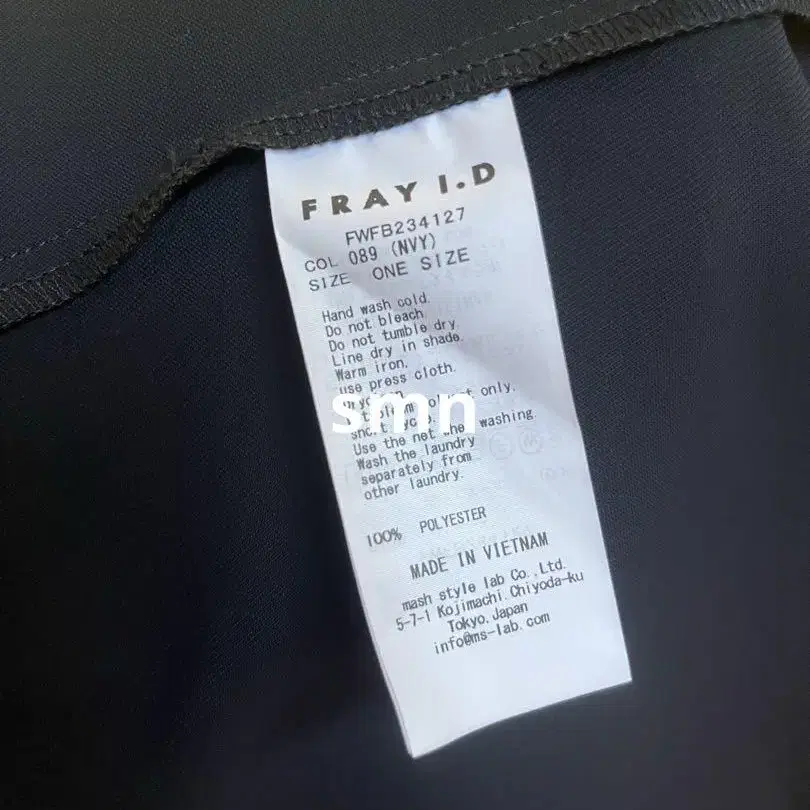 FRAY I.D
FWFB234127
COL 089 (NVY)
SIZE ONE SIZE
Hand wash cold.
Do not bleach.
Do not tumble dry.
Line dry in shade.
Warm iron.
use press cloth.
only.
smn
Use the net when washing.
Wash the laundry
separately from
other laundry.
100% POLYESTER
MADE IN VIETNAM
mash style lab Co.,Ltd.
5-7-1 Kojimachi.Chiyoda-ku
Tokyo.Japan
info@ms-lab.com